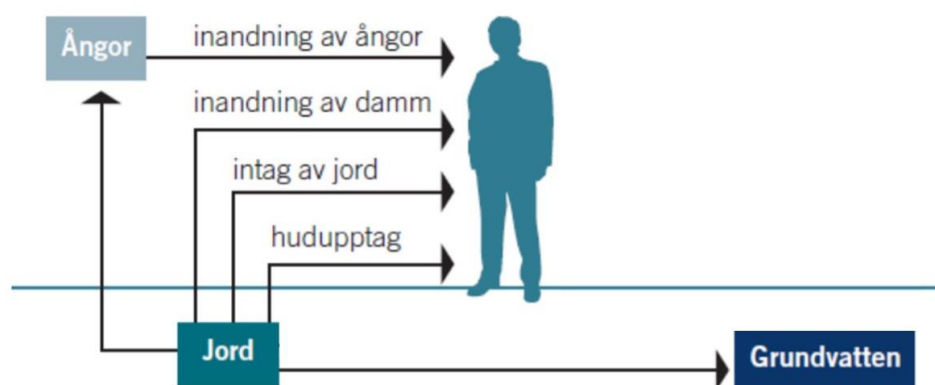 Ångor
inandning av ångor
inandning av damm
intag av jord
hudupptag
Jord
Grundvatten